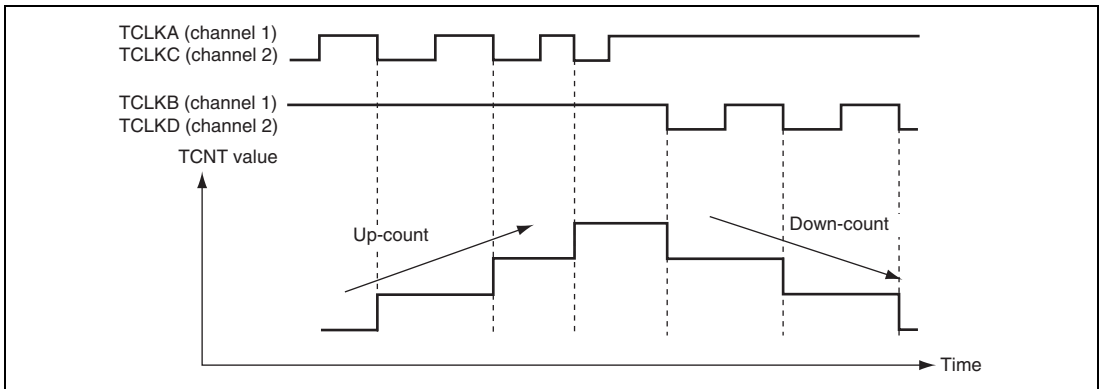 TCLKA (channel 1)
TCLKC (channel 2)
TCLKB (channel 1)
TCLKD (channel 2)
TCNT value
Up-count
Down-count
Time